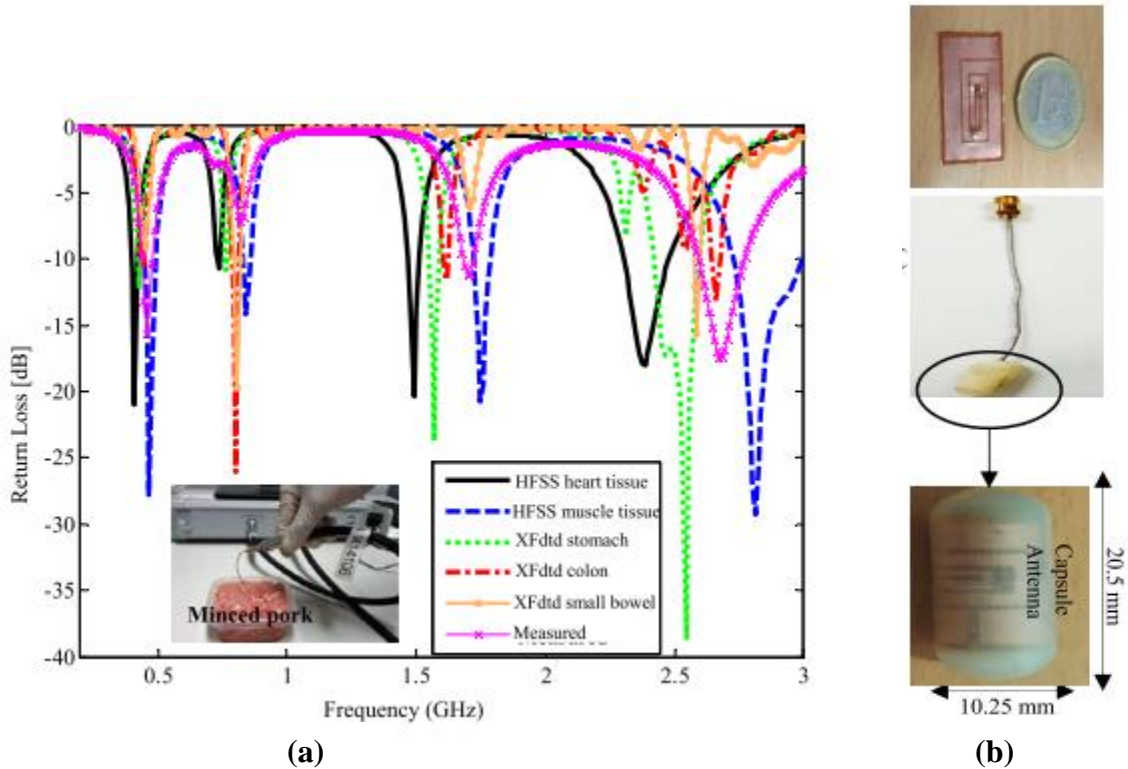 0
-5
-10
-15
-20
-25
-30
-35
-40
0.5
1
1.5
2
2.5
3
Return Loss [dB]
Frequency (GHz)
HFSS heart tissue
HFSS muscle tissue
XFdtd stomach
XFdtd colon
XFdtd small bowel
Measured
Minced pork
(a)
Capsule
Antenna
20.5 mm
10.25 mm
(b)